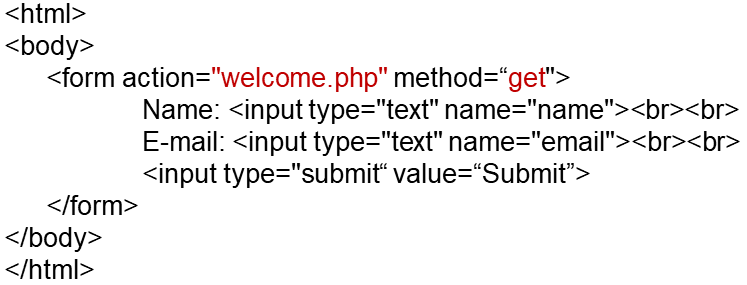 <html>
<body>
<form action="welcome.php" method=“get">
Name: <input type="text" name="name"><br><br>
E-mail: <input type="text" name="email"><br><br>
<input type="submit“ value=“Submit”>
</form>
</body>
</html>